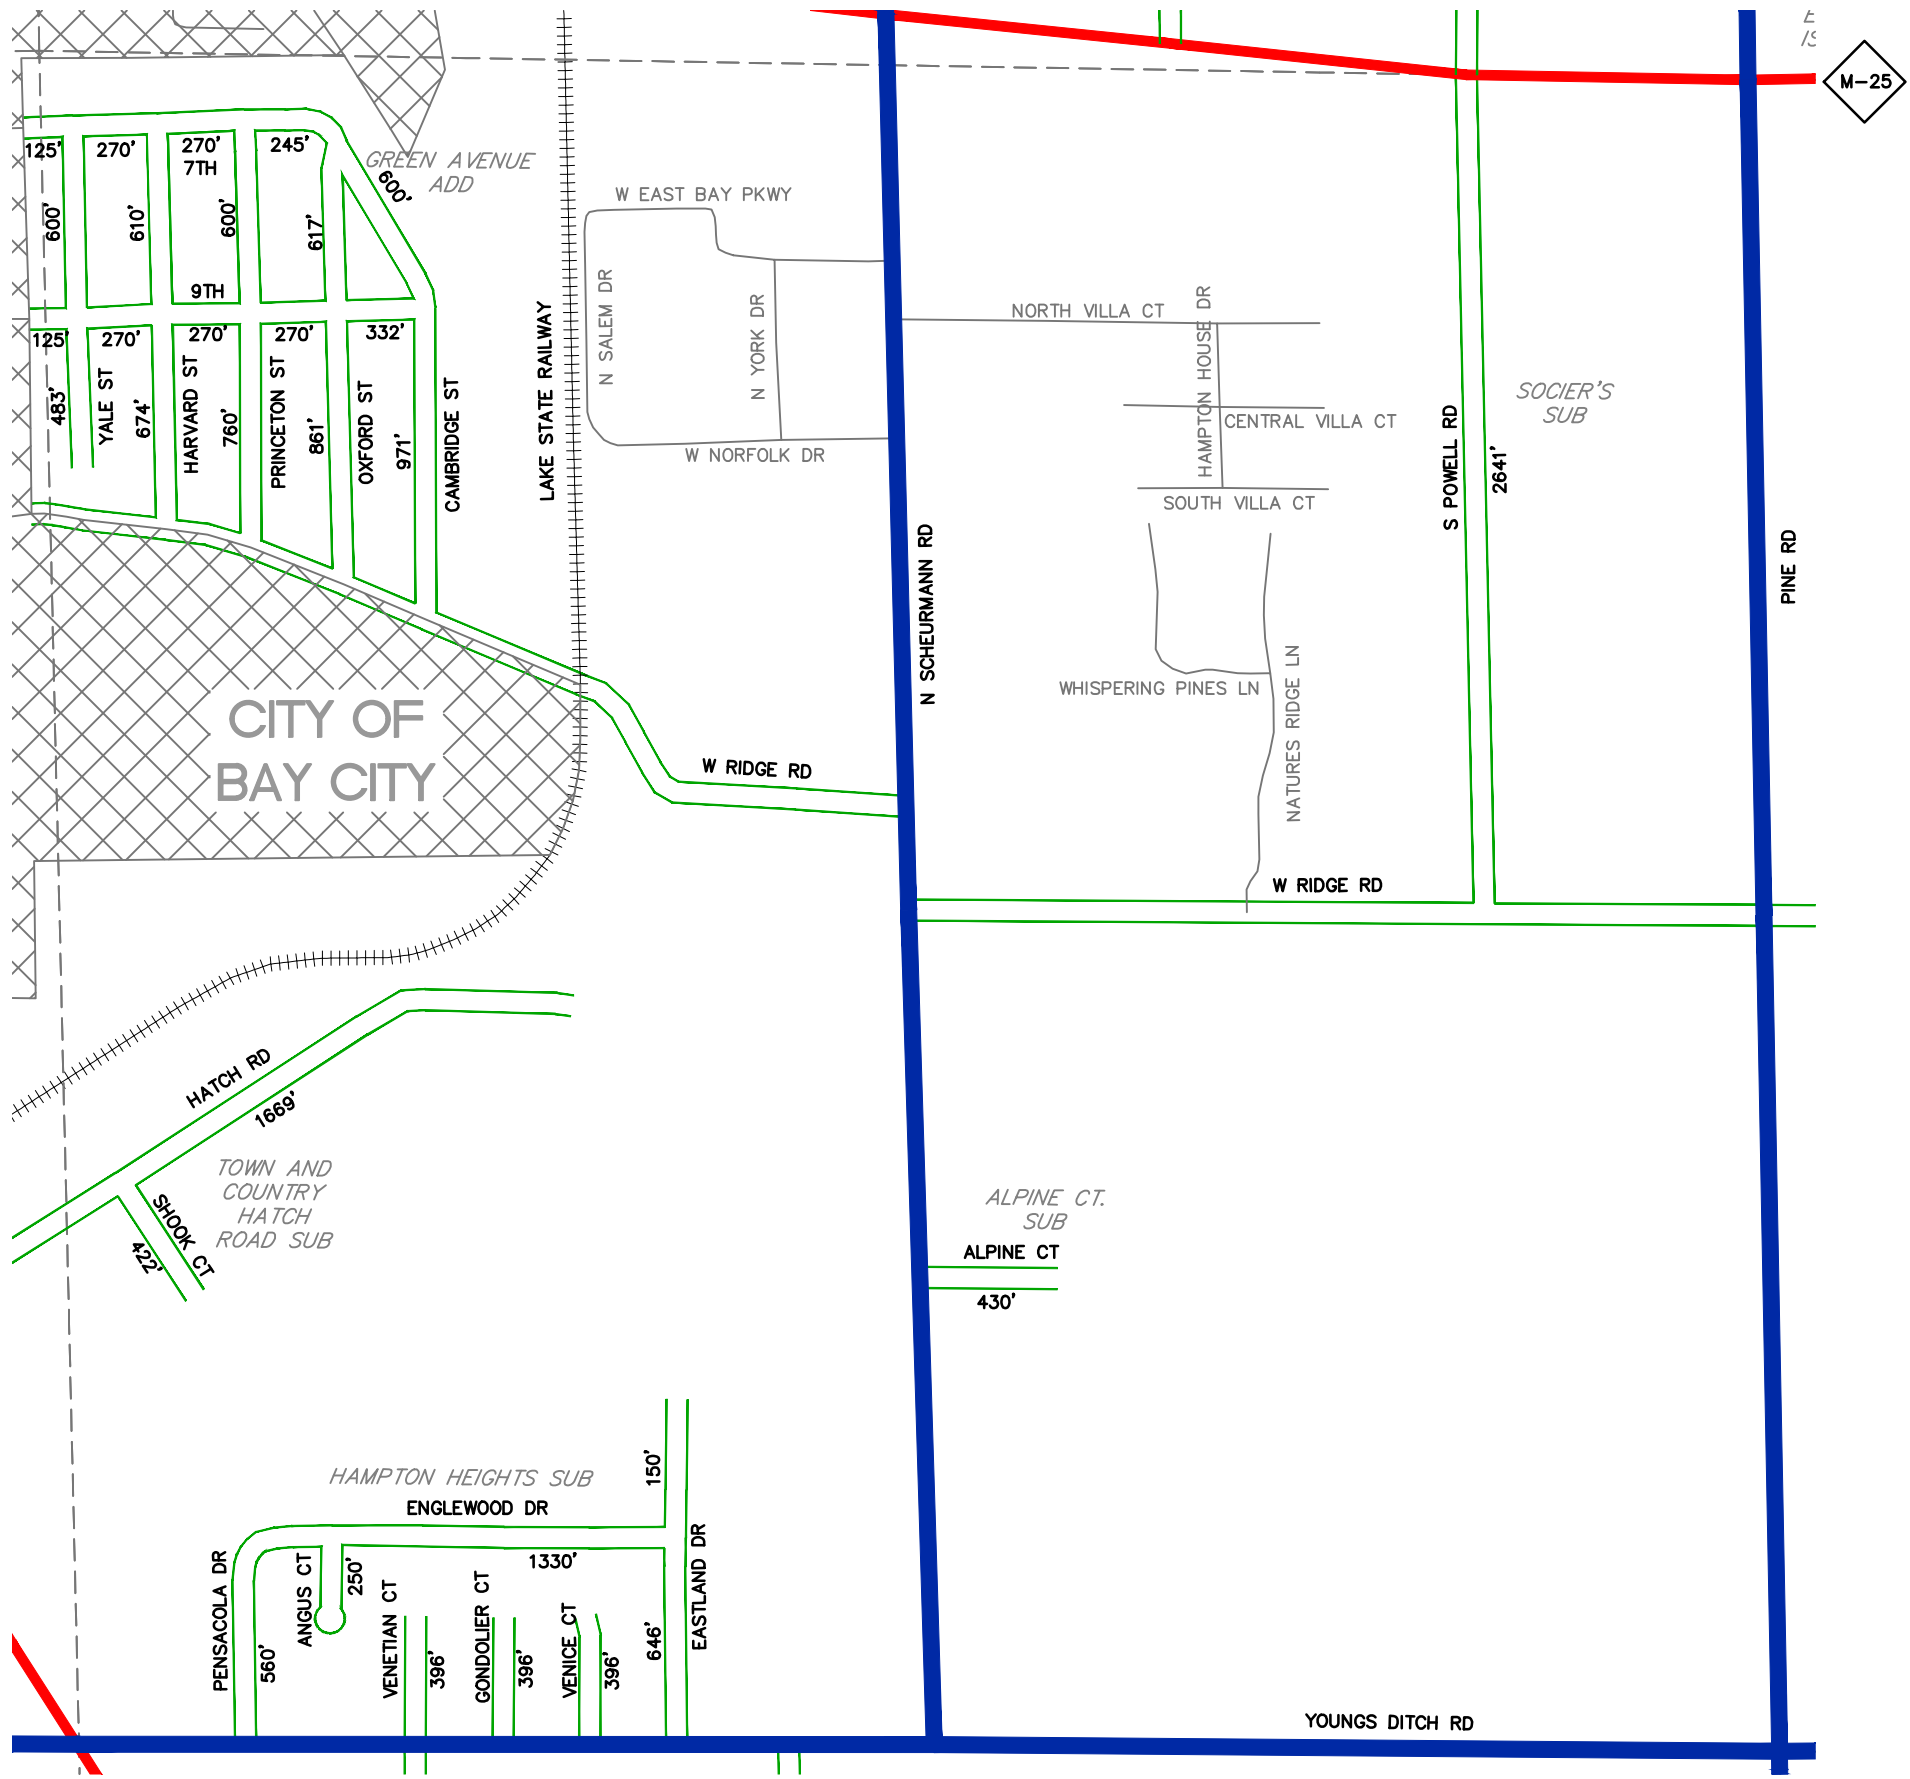 M-25
125'
270'
270'
7TH
245'
GREEN AVENUE
ADD
600'
600'
610'
600'
617'
W EAST BAY PKWY
N SALEM DR
N YORK DR
9TH
NORTH VILLA CT
HAMPTON HOUSE DR
125'
270'
270'
270'
332'
LAKE STATE RAILWAY
483'
YALE ST
674'
HARVARD ST
760'
PRINCETON ST
861'
OXFORD ST
971'
CAMBRIDGE ST
W NORFOLK DR
CENTRAL VILLA CT
SOCIER'S
SUB
S POWELL RD
2641'
SOUTH VILLA CT
N SCHEURMANN RD
PINE RD
WHISPERING PINES LN
NATURES RIDGE LN
CITY OF
BAY CITY
W RIDGE RD
W RIDGE RD
HATCH RD
1669'
TOWN AND
COUNTRY
HATCH
ROAD SUB
SHOOK CT
422'
ALPINE CT.
SUB
ALPINE CT
430'
HAMPTON HEIGHTS SUB
ENGLEWOOD DR
150'
1330'
PENSACOLA DR
560'
ANGUS CT
250'
VENETIAN CT
396'
GONDOLIER CT
396'
VENICE CT
396'
646'
EASTLAND DR
YOUNGS DITCH RD